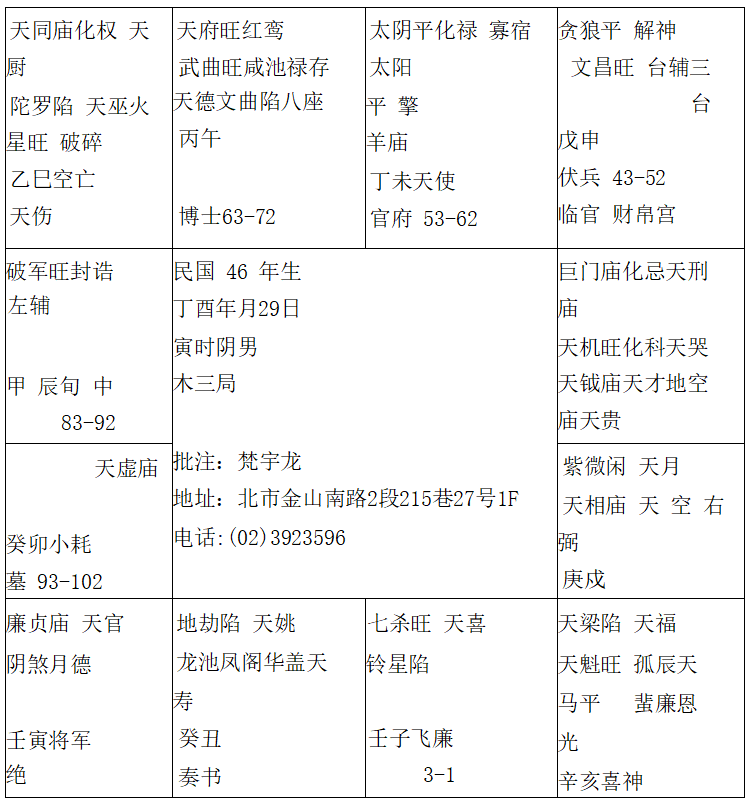 天同庙化权 天
厨
陀罗陷 天巫火
星旺 破碎
乙巳空亡
天伤
天府旺红鸾
武曲旺咸池禄存
天德文曲陷八座
丙午
博士63-72
太阴平化禄 寡宿
太阳
平 擎
羊庙
丁未天使
官府 53-62
贪狼平 解神
文昌旺 台辅三
台
戊申
伏兵 43-52
临官 财帛宫
破军旺封诰
左辅
甲 辰旬 中
83-92
民国 46 年生
丁酉年月29日
寅时阴男
木三局
批注：梵宇龙
地址：北市金山南路2段215巷27号1F
电话:(02)3923596
巨门庙化忌天刑
庙
天机旺化科天哭
天钺庙天才地空
庙天贵
天虚庙
癸卯小耗
墓 93-102
紫微闲 天月
天相庙 天 空 右
弼
庚戌
廉贞庙 天官
阴煞月德
壬寅将军
绝
地劫陷 天姚
龙池凤阁华盖天
寿
癸丑
奏书
七杀旺 天喜
铃星陷
壬子飞廉
3-1
天梁陷 天福
天魁旺 孤辰天
马平 蜚廉恩
光
辛亥喜神